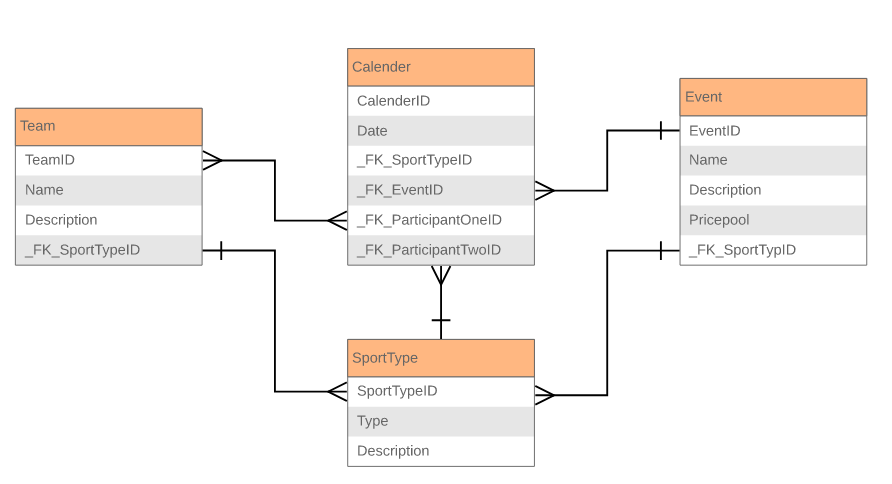 Calender
CalenderID
Date
_FK_SportTypeID
_FK_EventID
_FK_ParticipantOneID
_FK_ParticipantTwoID
Event
EventID
Name
Description
Pricepool
_FK_SportTypID
Team
TeamID
Name
Description
_FK_SportTypeID
SportType
SportTypeID
Type
Description